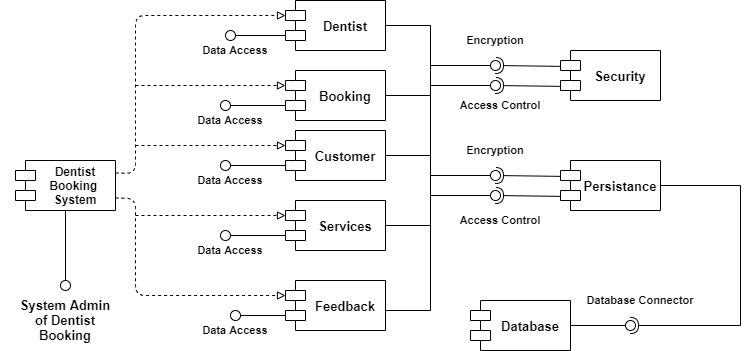 Dentist
Data Access
Encryption
Security
Access Control
Booking
Data Access
Customer
Data Access
Encryption
Dentist
Booking
System
Persistance
Access Control
Services
Data Access
System Admin
of Dentist
Booking
Feedback
Data Access
Database Connector
Database